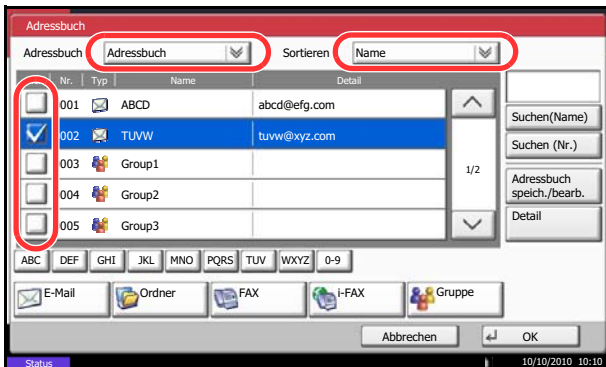 Adressbuch
Adressbuch Adressbuch Sortieren Name
Nr. Typ Name Detail
001 ABCD abcd@efg.com
002 TUVW tuvw@xyz.com
003 Group1
004 Group2
005 Group3
1/2
Suchen(Name)
Suchen (Nr.)
Adressbuch
speich./bearb.
Detail
ABC DEF GHI JKL MNO PQRS TUV WXYZ 0-9
E-Mail Ordner FAX i-FAX Gruppe
Abbrechen OK
Status 10/10/2010 10:10